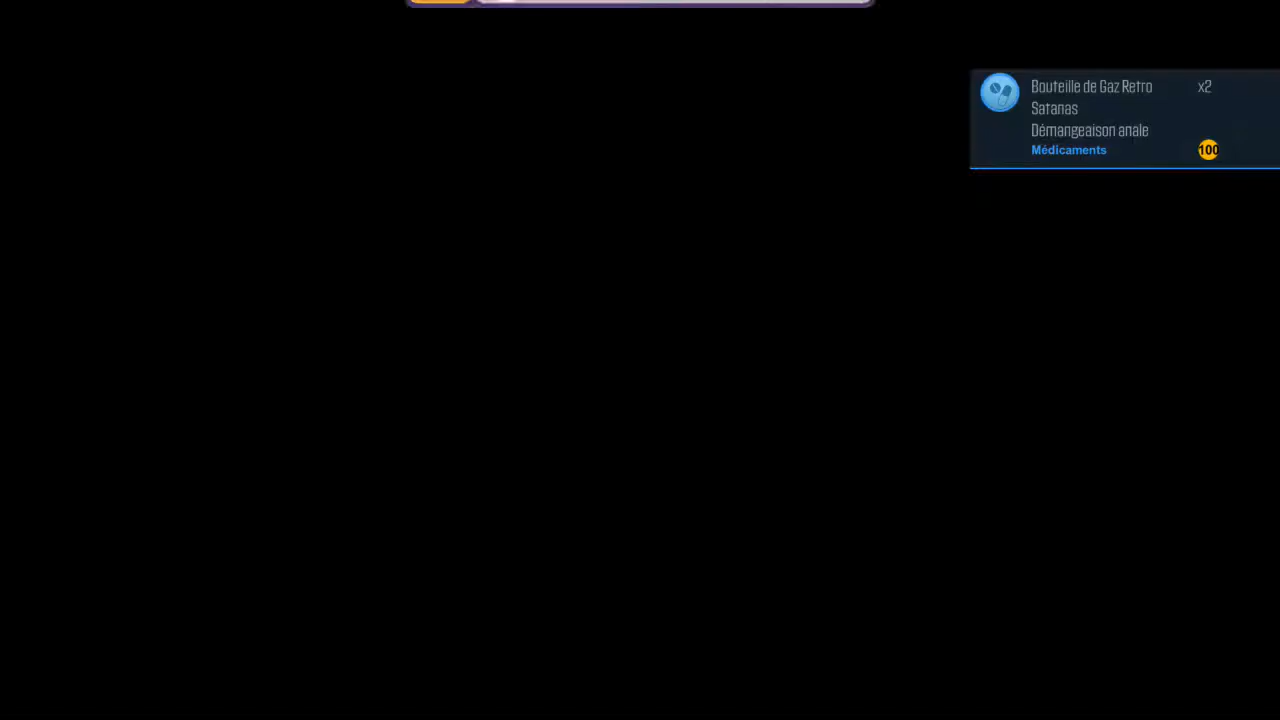 Bouteille de Gaz Retro x2
Satanas
Démangeaison anale
Médicaments 100